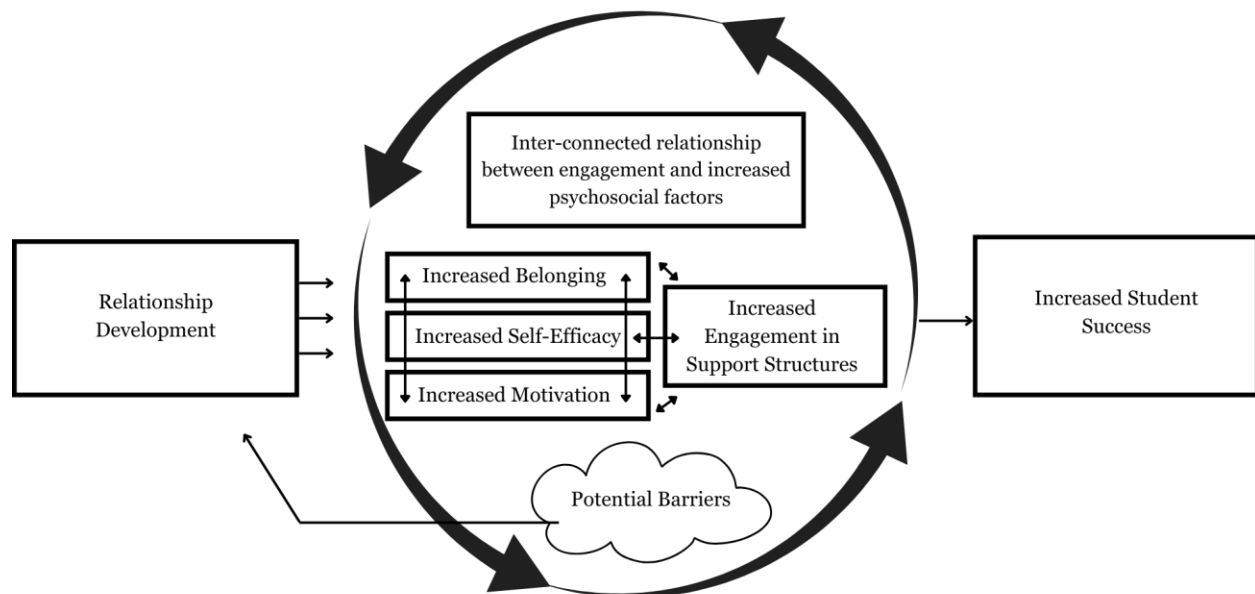 Inter-connected relationship
between engagement and increased
psychosocial factors
Relationship
Development
Increased Belonging
Increased Self-Efficacy
Increased Motivation
Increased
Engagement in
Support Structures
Increased Student
Success
Potential Barriers